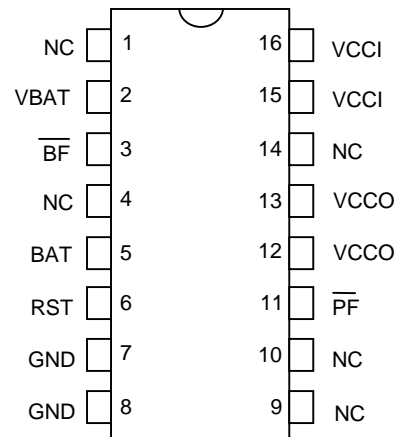 NC 1 16 VCCI
VBAT 2 15 VCCI
BF 3 14 NC
NC 4 13 VCCO
BAT 5 12 VCCO
RST 6 11 PF
GND 7 10 NC
GND 8 9 NC